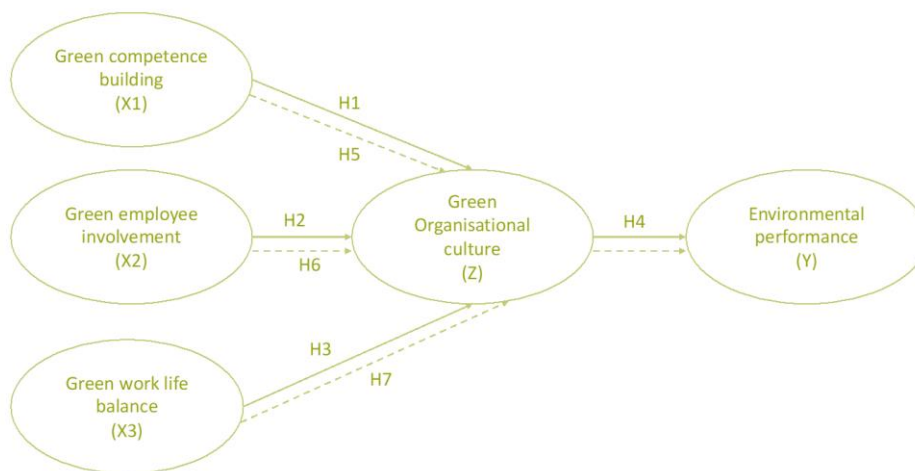 Green competence
building
(X1)
H1
H5
Green employee
involvement
(X2)
H2
H6
Green
Organisational
culture
(Z)
H4
Environmental
performance
(Y)
H3
H7
Green work life
balance
(X3)